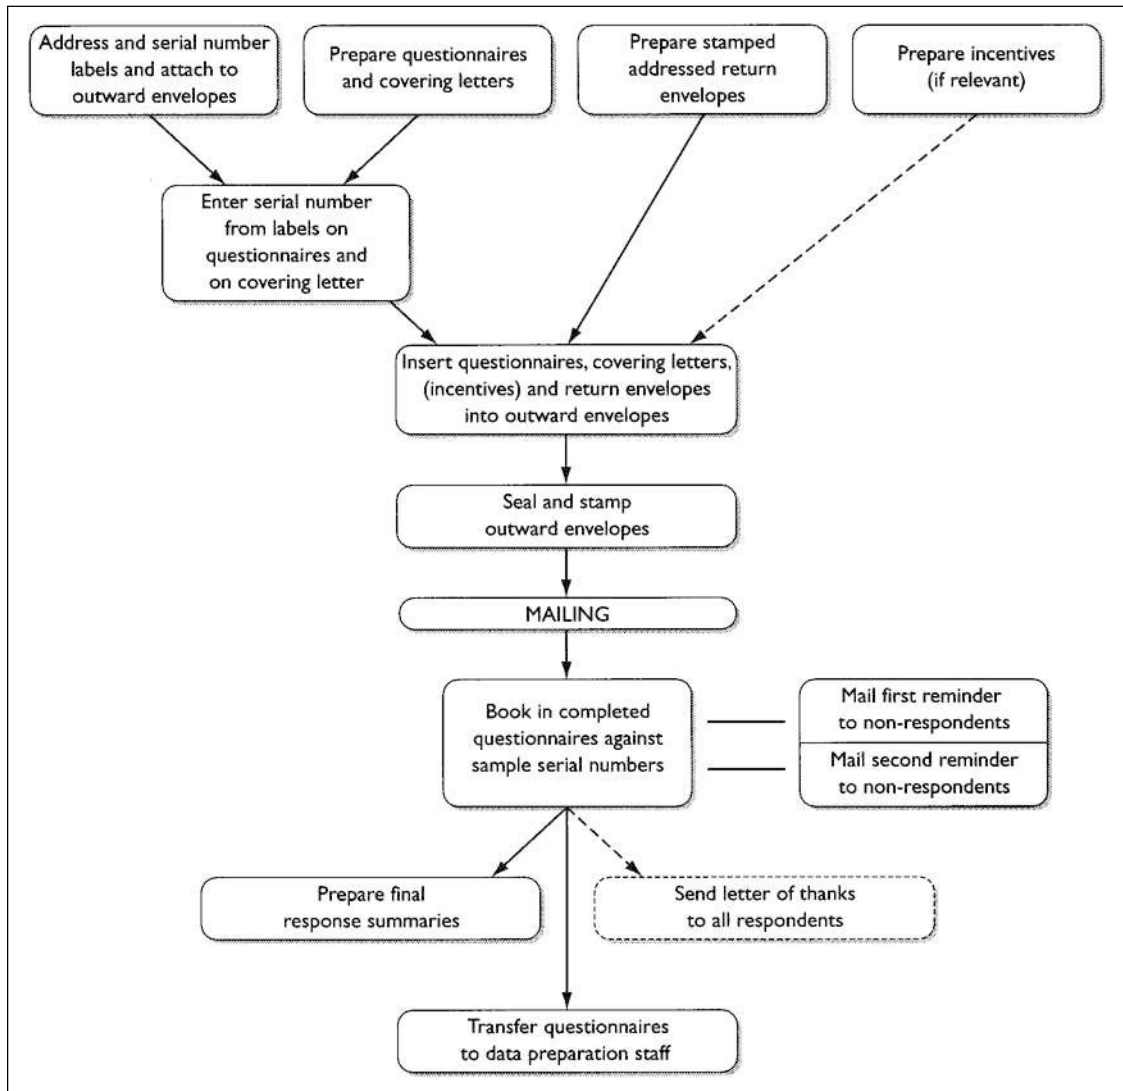 Address and serial number
labels and attach to
outward envelopes
Prepare questionnaires
and covering letters
Prepare stamped
addressed return
envelopes
Prepare incentives
(if relevant)
Enter serial number
from labels on
questionnaires and
on covering letter
Insert questionnaires, covering letters,
(incentives) and return envelopes
into outward envelopes
Seal and stamp
outward envelopes
MAILING
Book in completed
questionnaires against
sample serial numbers
Mail first reminder
to non-respondents
Mail second reminder
to non-respondents
Prepare final
response summaries
Send letter of thanks
to all respondents
Transfer questionnaires
to data preparation staff